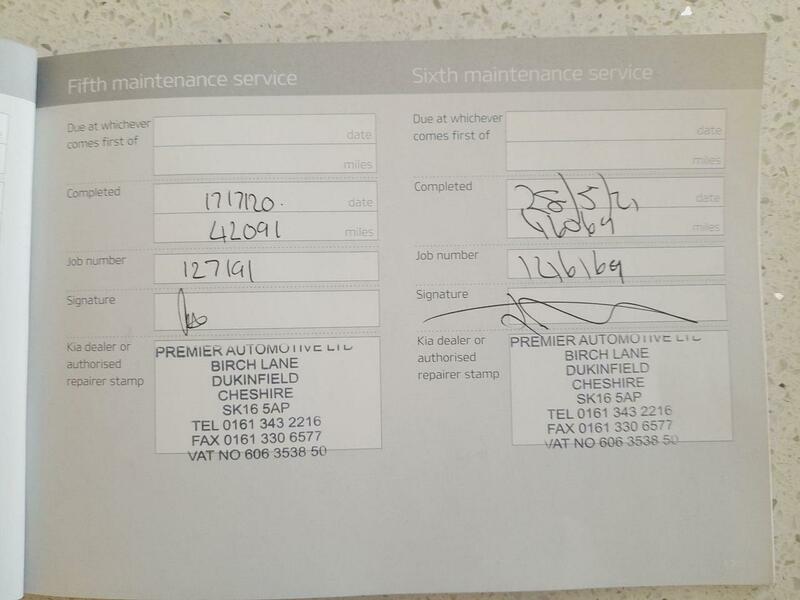 Fifth maintenance service
Due at whichever
comes first of
date
miles
Completed
17/7/20.
date
42091
miles
Job number
127191
Signature
Kia dealer or
authorised
repairer stamp
PREMIER AUTOMOTIVE LTD
BIRCH LANE
DUKINFIELD
CHESHIRE
SK16 5AP
TEL 0161 343 2216
FAX 0161 330 6577
VAT NO 606 3538 50
Sixth maintenance service
Due at whichever
comes first of
date
miles
Completed
28/5/21
date
46069
miles
Job number
Signature
Kia dealer or
authorised
repairer stamp
PREMIER AUTOMOTIVE LTD
BIRCH LANE
DUKINFIELD
CHESHIRE
SK16 5AP
TEL 0161 343 2216
FAX 0161 330 6577
VAT NO 606 3538 50